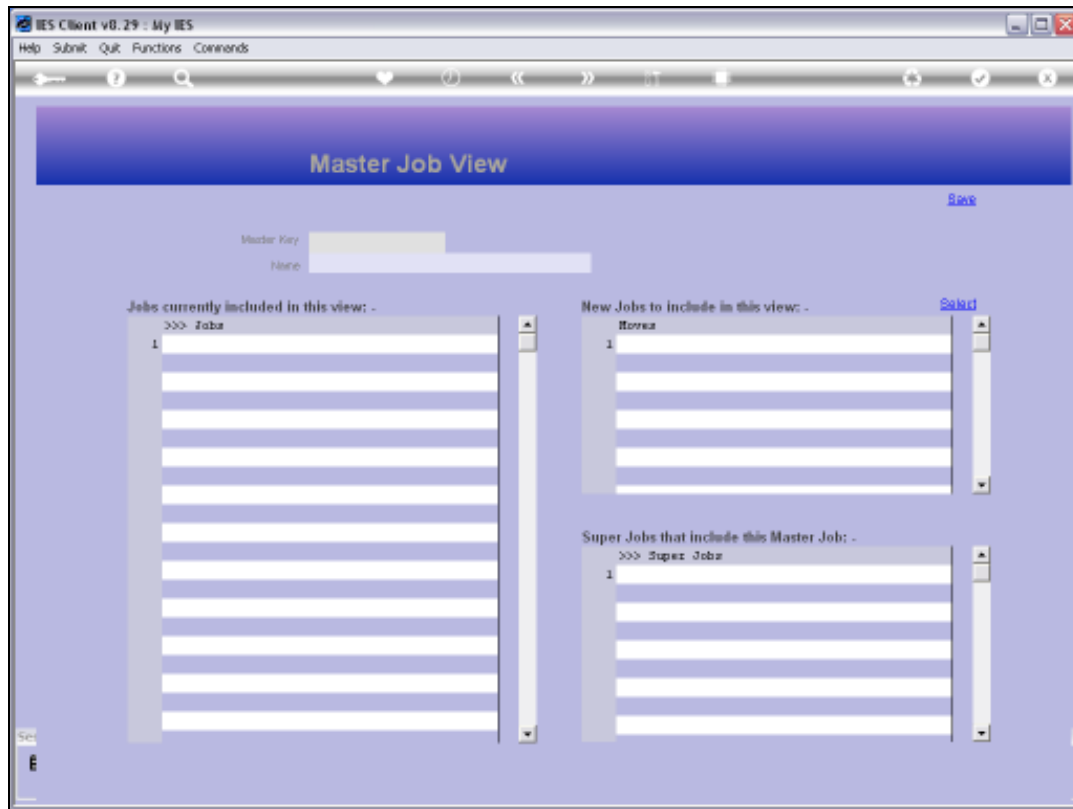 IES Client v8.29 : My IES
Help Submit Quit Functions Commands
Master Job View
Save
Master Key
Name
Jobs currently included in this view: -
>>> Jobs
1
New Jobs to include in this view: -
Select
Moves
1
Super Jobs that include this Master Job: -
>>> Super Jobs
1